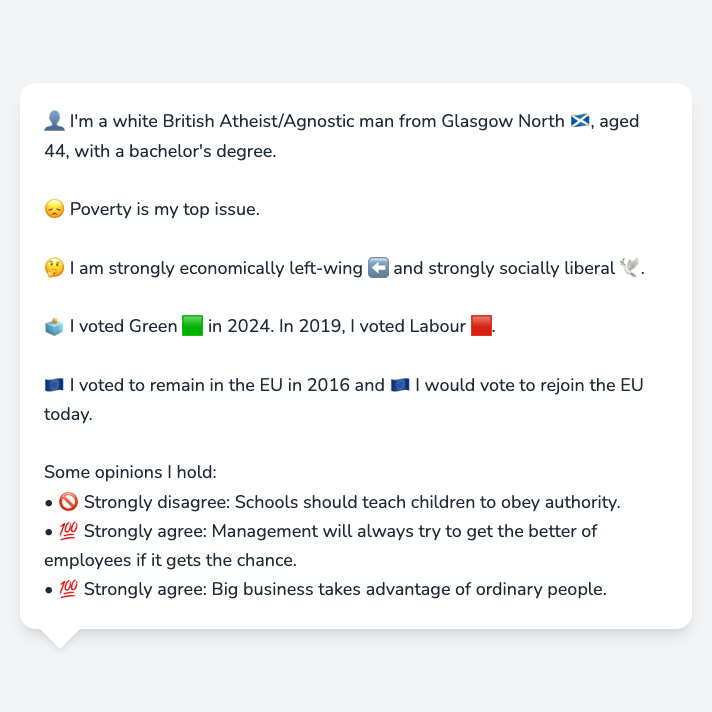 👤 I'm a white British Atheist/Agnostic man from Glasgow North 🏴󠁧󠁢󠁳󠁣󠁴󠁿, aged
44, with a bachelor's degree.
😞 Poverty is my top issue.
🤔 I am strongly economically left-wing ⬅️ and strongly socially liberal 🕊️.
🗳️ I voted Green 🟩 in 2024. In 2019, I voted Labour 🟥.
🇪🇺 I voted to remain in the EU in 2016 and 🇪🇺 I would vote to rejoin the EU
today.
Some opinions I hold:
• 🚫 Strongly disagree: Schools should teach children to obey authority.
• 💯 Strongly agree: Management will always try to get the better of
employees if it gets the chance.
• 💯 Strongly agree: Big business takes advantage of ordinary people.